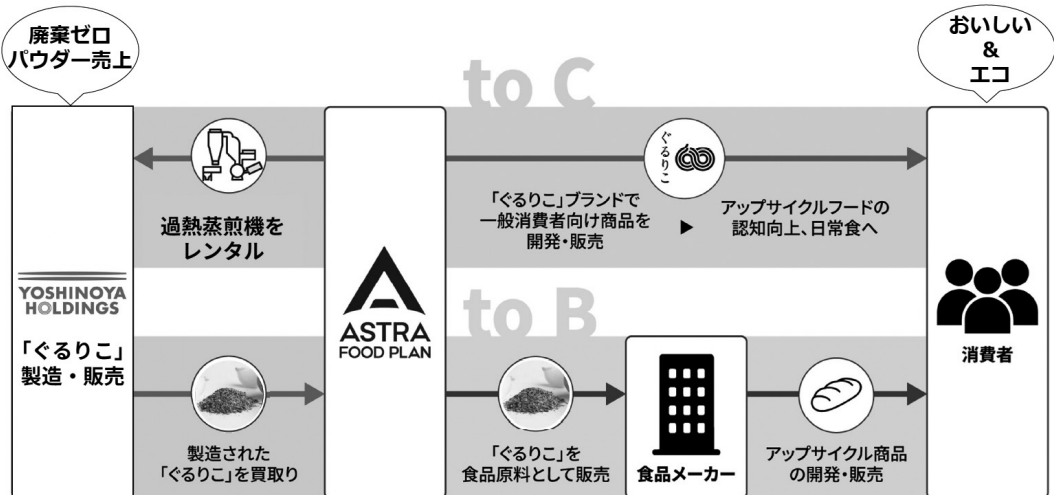 廃棄ゼロ
パウダー売上
おいしい
&
エコ
to C
ぐるりこ
過熱蒸煎機を
レンタル
「ぐるりこ」ブランドで
一般消費者向け商品を
開発・販売
▶
アップサイクルフードの
認知向上、日常食へ
YOSHINOYA
HOLDINGS
「ぐるりこ」
製造・販売
ASTRA
FOOD PLAN
to B
消費者
製造された
「ぐるりこ」を買取り
「ぐるりこ」を
食品原料として販売
食品メーカー
アップサイクル商品
の開発・販売